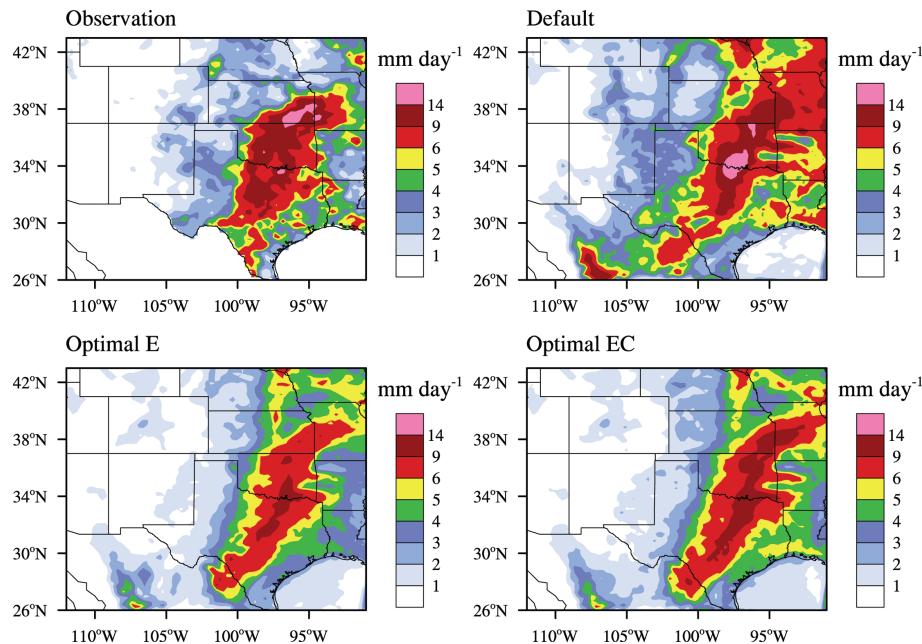 Observation
Default
42ºN
38ºN
34ºN
30ºN
26ºN
110ºW
105ºW
100ºW
95ºW
mm day-1
14
9
6
5
4
3
2
1
42ºN
38ºN
34ºN
30ºN
26ºN
110ºW
105ºW
100ºW
95ºW
mm day-1
14
9
6
5
4
3
2
1
Optimal E
Optimal EC
42ºN
38ºN
34ºN
30ºN
26ºN
110ºW
105ºW
100ºW
95ºW
mm day-1
14
9
6
5
4
3
2
1
42ºN
38ºN
34ºN
30ºN
26ºN
110ºW
105ºW
100ºW
95ºW
mm day-1
14
9
6
5
4
3
2
1